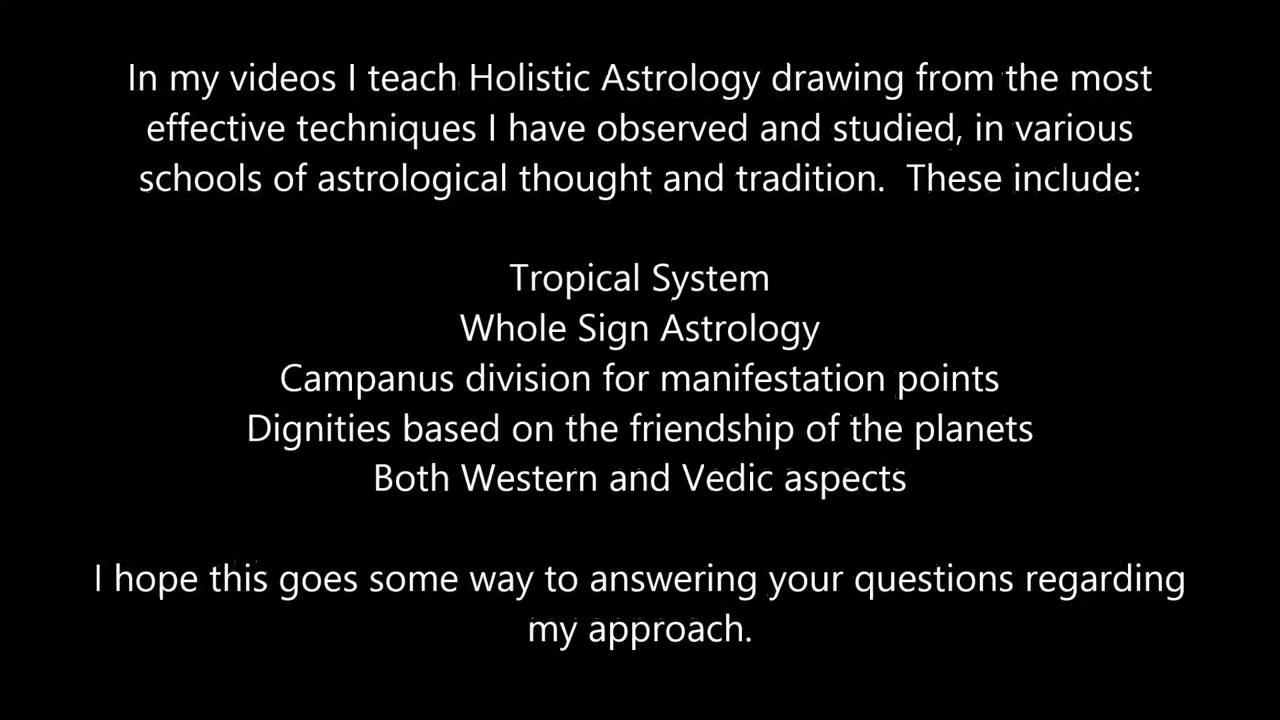 In my videos I teach Holistic Astrology drawing from the most
effective techniques I have observed and studied, in various
schools of astrological thought and tradition.  These include:
Tropical System
Whole Sign Astrology
Campanus division for manifestation points
Dignities based on the friendship of the planets
Both Western and Vedic aspects
I hope this goes some way to answering your questions regarding
my approach.